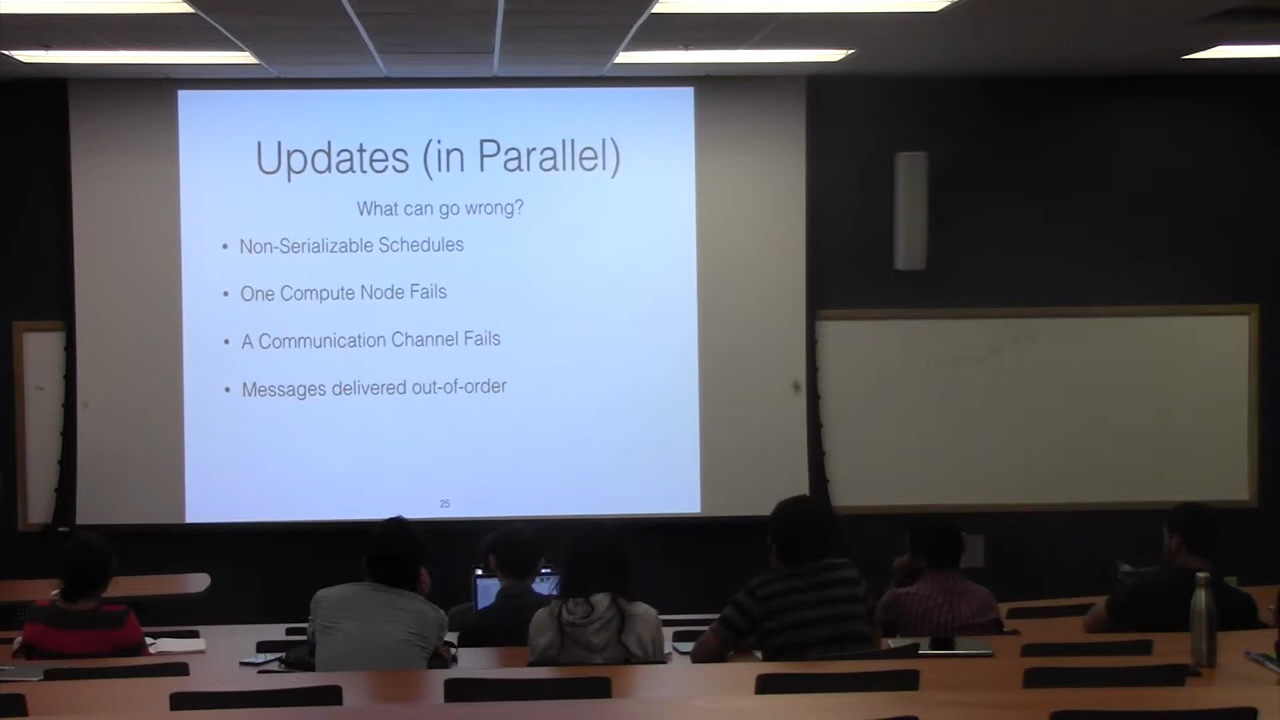 Updates (in Parallel)
What can go wrong?
• Non-Serializable Schedules
• One Compute Node Fails
• A Communication Channel Fails
• Messages delivered out-of-order
25